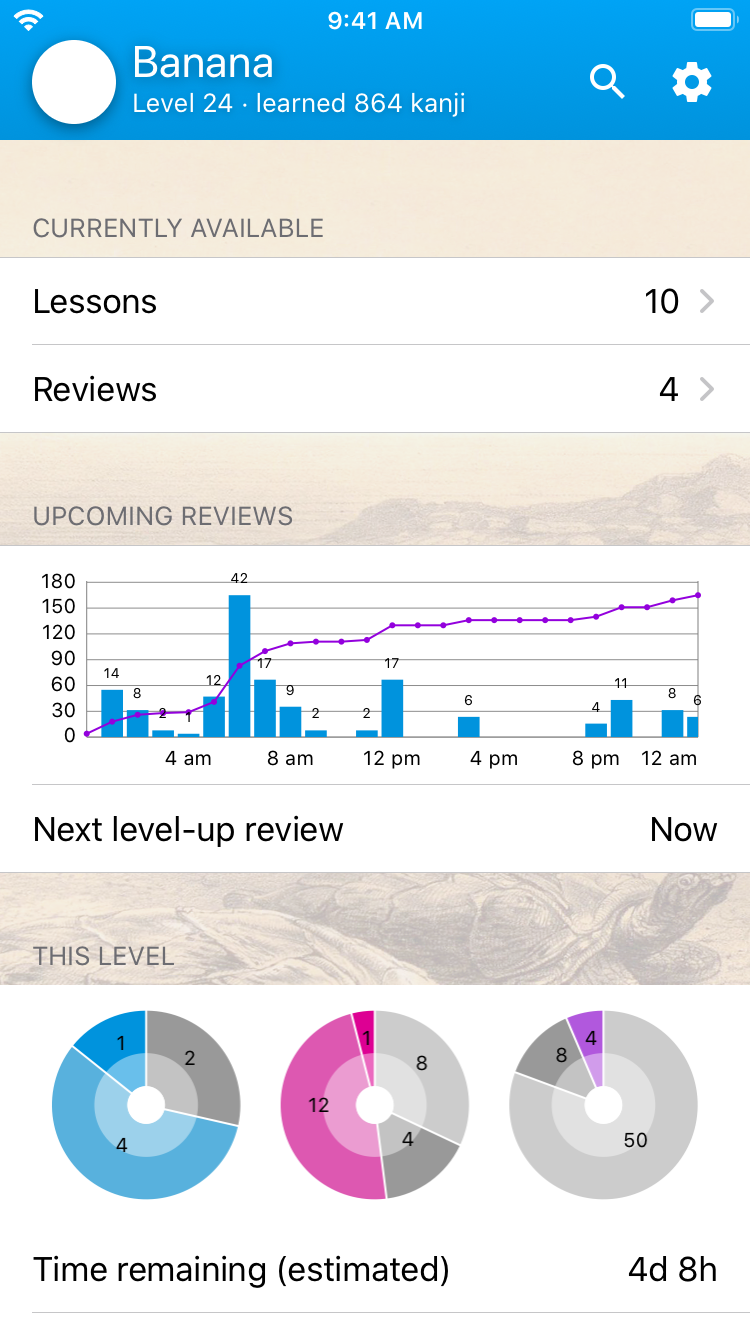 9:41 AM
Banana
Level 24 · learned 864 kanji
CURRENTLY AVAILABLE
Lessons 10
Reviews 4
UPCOMING REVIEWS
180
150
120
90
60
30
0
14 8 2 1 12 42 17 9 2 2 17 6 4 11 8 6
4 am 8 am 12 pm 4 pm 8 pm 12 am
Next level-up review Now
THIS LEVEL
1 2 4
1 8 12 4
4 8 50
Time remaining (estimated) 4d 8h